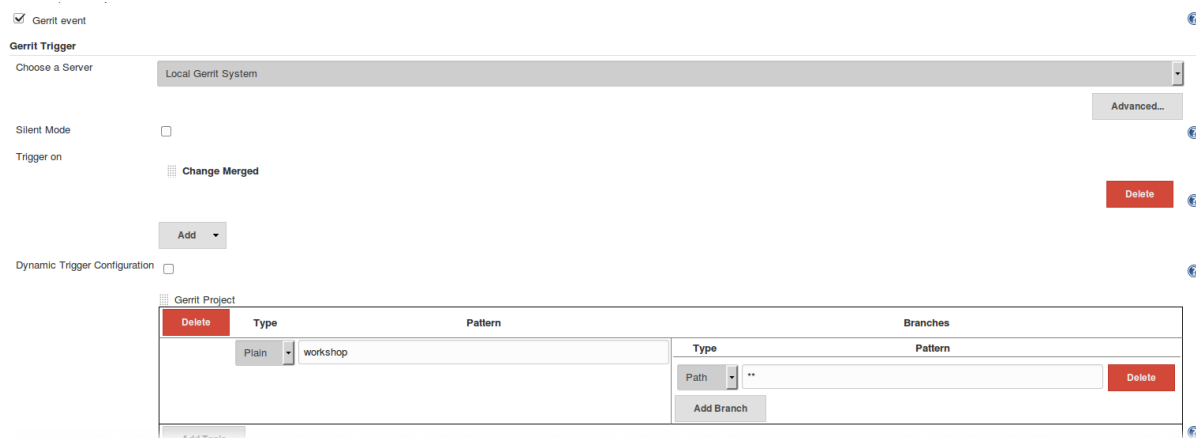 Gerrit event
Gerrit Trigger
Choose a Server
Local Gerrit System
Advanced...
Silent Mode
Trigger on
Change Merged
Delete
Add
Dynamic Trigger Configuration
Gerrit Project
Delete Type Pattern Branches
Plain workshop
Type Pattern
Path ** Delete
Add Branch